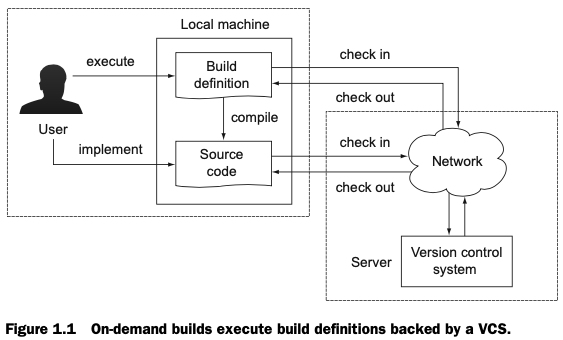 Local machine
execute
Build
definition
check in
check out
User
compile
implement
Source
code
check in
check out
Network
Server
Version control
system
Figure 1.1 On-demand builds execute build definitions backed by a VCS.